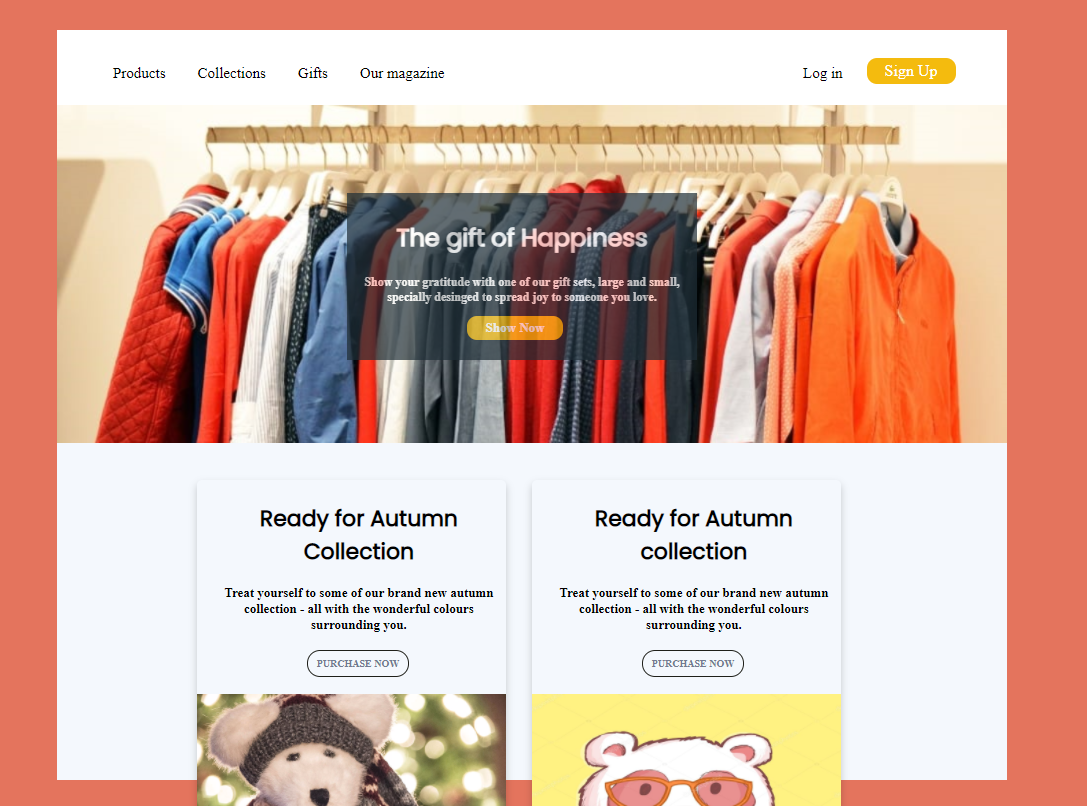 Products Collections Gifts Our magazine Log in Sign Up
The gift of Happiness
Show your gratitude with one of our gift sets, large and small,
specially desinged to spread joy to someone you love.
Show Now
Ready for Autumn
Collection
Treat yourself to some of our brand new autumn
collection - all with the wonderful colours
surrounding you.
PURCHASE NOW
Ready for Autumn
collection
Treat yourself to some of our brand new autumn
collection - all with the wonderful colours
surrounding you.
PURCHASE NOW